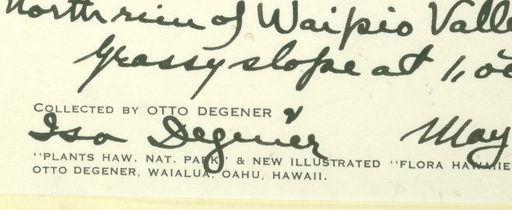 north rim of Waipio Valle
grassy slope at 1,00
COLLECTED BY OTTO DEGENER &
Isa Degener May
"PLANTS HAW. NAT. PARK" & NEW ILLUSTRATED "FLORA HAWAIIE
OTTO DEGENER, WAIALUA, OAHU, HAWAII.